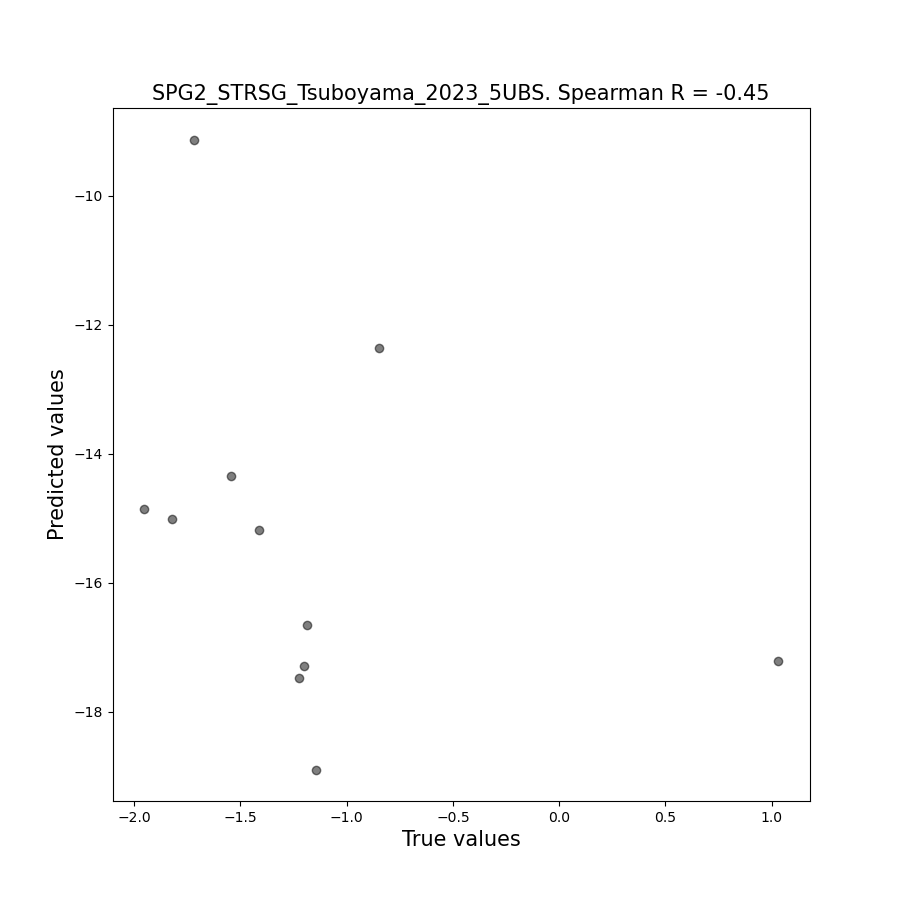 SPG2_STRSG_Tsuboyama_2023_5UBS. Spearman R = -0.45
−10
−12
−14
−16
−18
Predicted values
−2.0 −1.5 −1.0 −0.5 0.0 0.5 1.0
True values